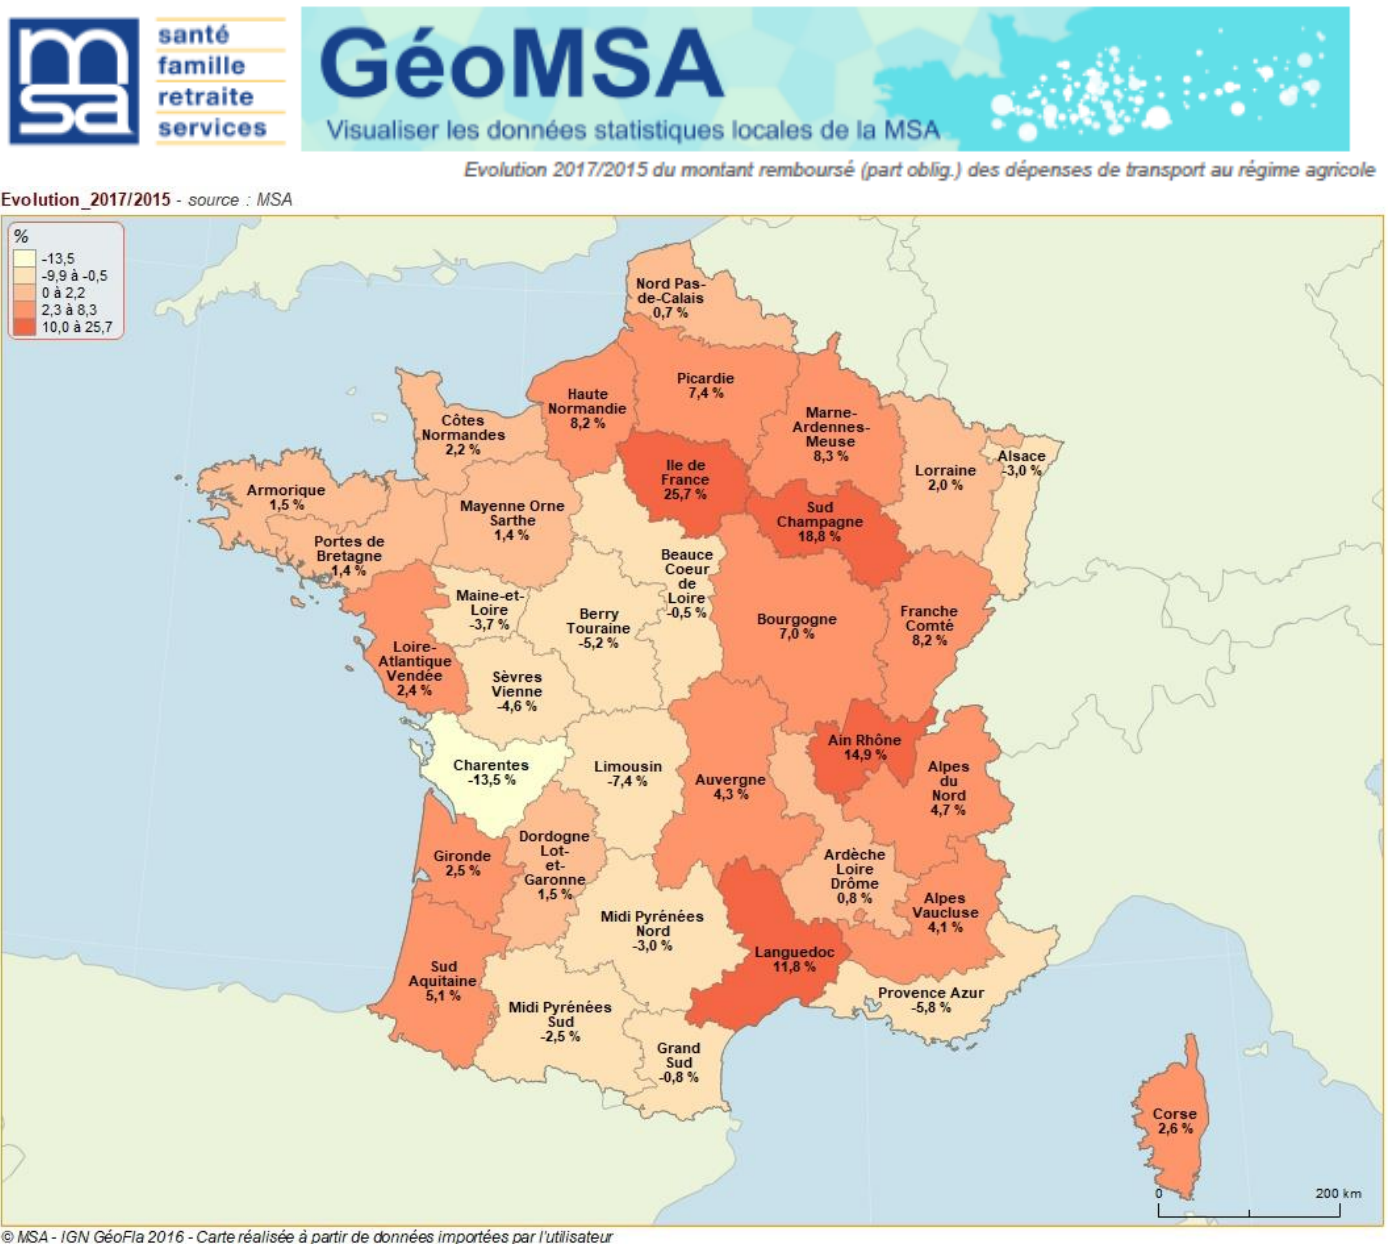 msa
santé
famille
retraite
services
GéoMSA
Visualiser les données statistiques locales de la MSA
Evolution 2017/2015 du montant remboursé (part oblig.) des dépenses de transport au régime agricole
Evolution_2017/2015 - source : MSA
%
-13,5
-9,9 à -0,5
0 à 2,2
2,3 à 8,3
10,0 à 25,7
Nord Pas-
de-Calais
0,7 %
Picardie
7,4 %
Haute
Normandie
8,2 %
Marne-
Ardennes-
Meuse
8,3 %
Côtes
Normandes
2,2 %
Ile de
France
25,7 %
Lorraine
2,0 %
Alsace
-3,0 %
Armorique
1,5 %
Mayenne Orne
Sarthe
1,4 %
Sud
Champagne
18,8 %
Portes de
Bretagne
1,4 %
Beauce
Coeur
de
Loire
-0,5 %
Maine-et-
Loire
-3,7 %
Berry
Touraine
-5,2 %
Bourgogne
7,0 %
Franche
Comté
8,2 %
Loire-
Atlantique
Vendée
2,4 %
Sèvres
Vienne
-4,6 %
Ain Rhône
14,9 %
Charentes
-13,5 %
Limousin
-7,4 %
Auvergne
4,3 %
Alpes
du
Nord
4,7 %
Gironde
2,5 %
Dordogne
Lot-
et-
Garonne
1,5 %
Ardèche
Loire
Drôme
0,8 %
Alpes
Vaucluse
4,1 %
Midi Pyrénées
Nord
-3,0 %
Languedoc
11,8 %
Sud
Aquitaine
5,1 %
Midi Pyrénées
Sud
-2,5 %
Provence Azur
-5,8 %
Grand
Sud
-0,8 %
Corse
2,6 %
0 200 km
© MSA - IGN GéoFla 2016 - Carte réalisée à partir de données importées par l'utilisateur